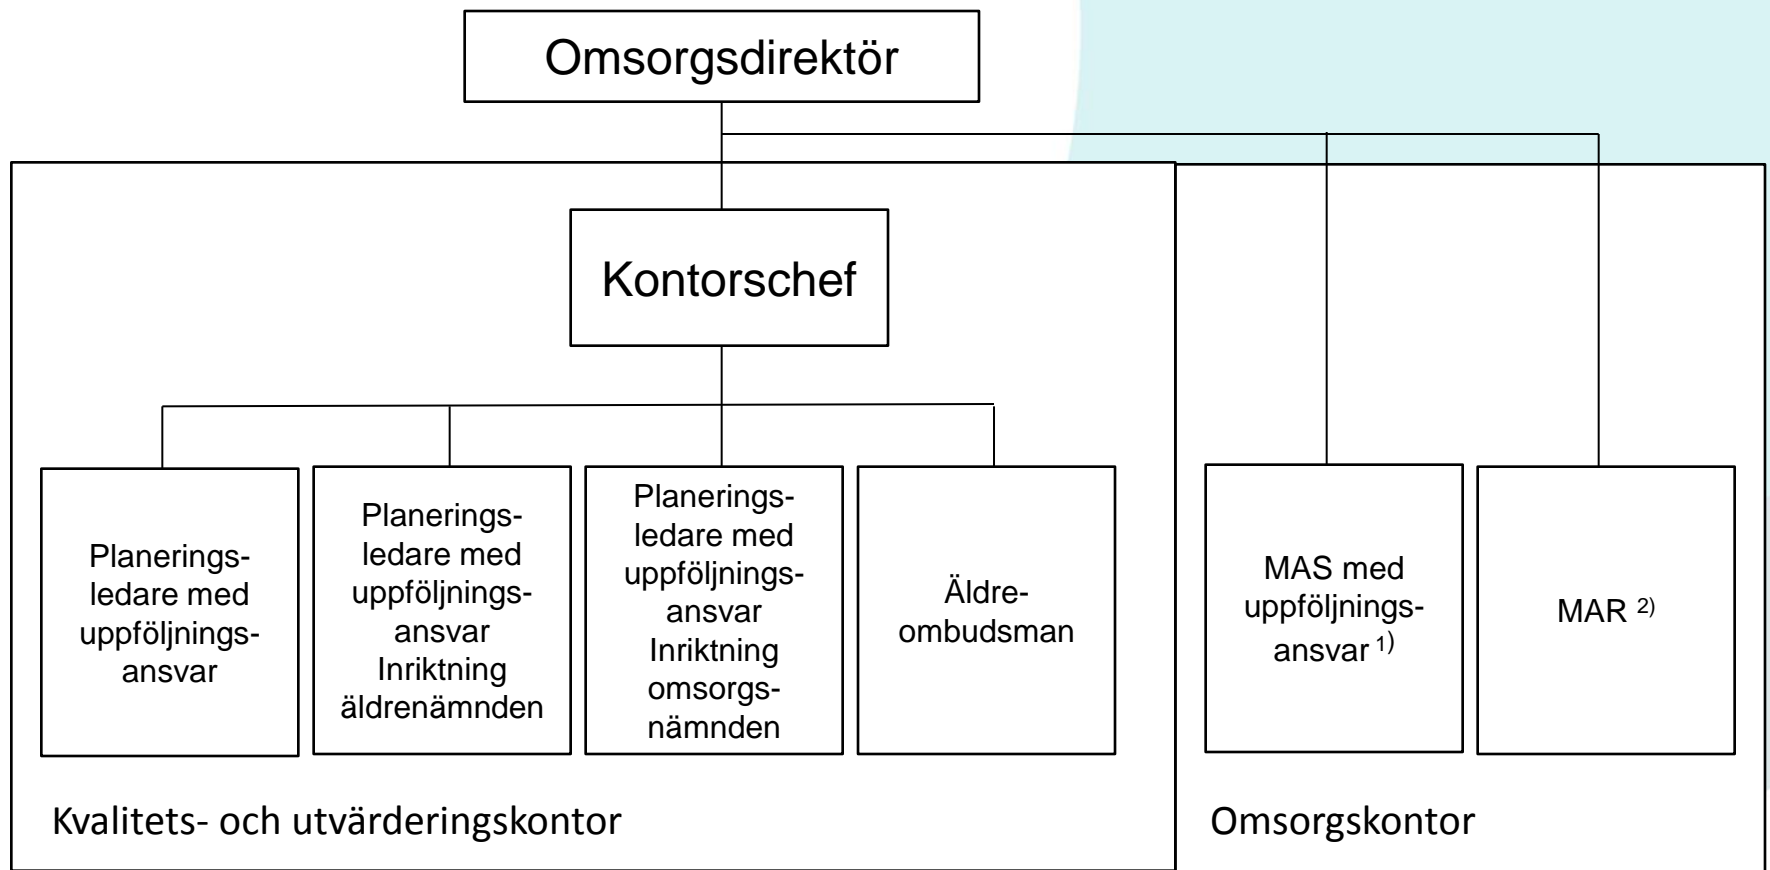 Omsorgsdirektör
Kontorschef
Planerings-
ledare med
uppföljnings-
ansvar
Planerings-
ledare med
uppföljnings-
ansvar
Inriktning
äldrenämnden
Planerings-
ledare med
uppföljnings-
ansvar
Inriktning
omsorgs-
nämnden
Äldre-
ombudsman
MAS med
uppföljnings-
ansvar 1)
MAR 2)
Kvalitets- och utvärderingskontor
Omsorgskontor